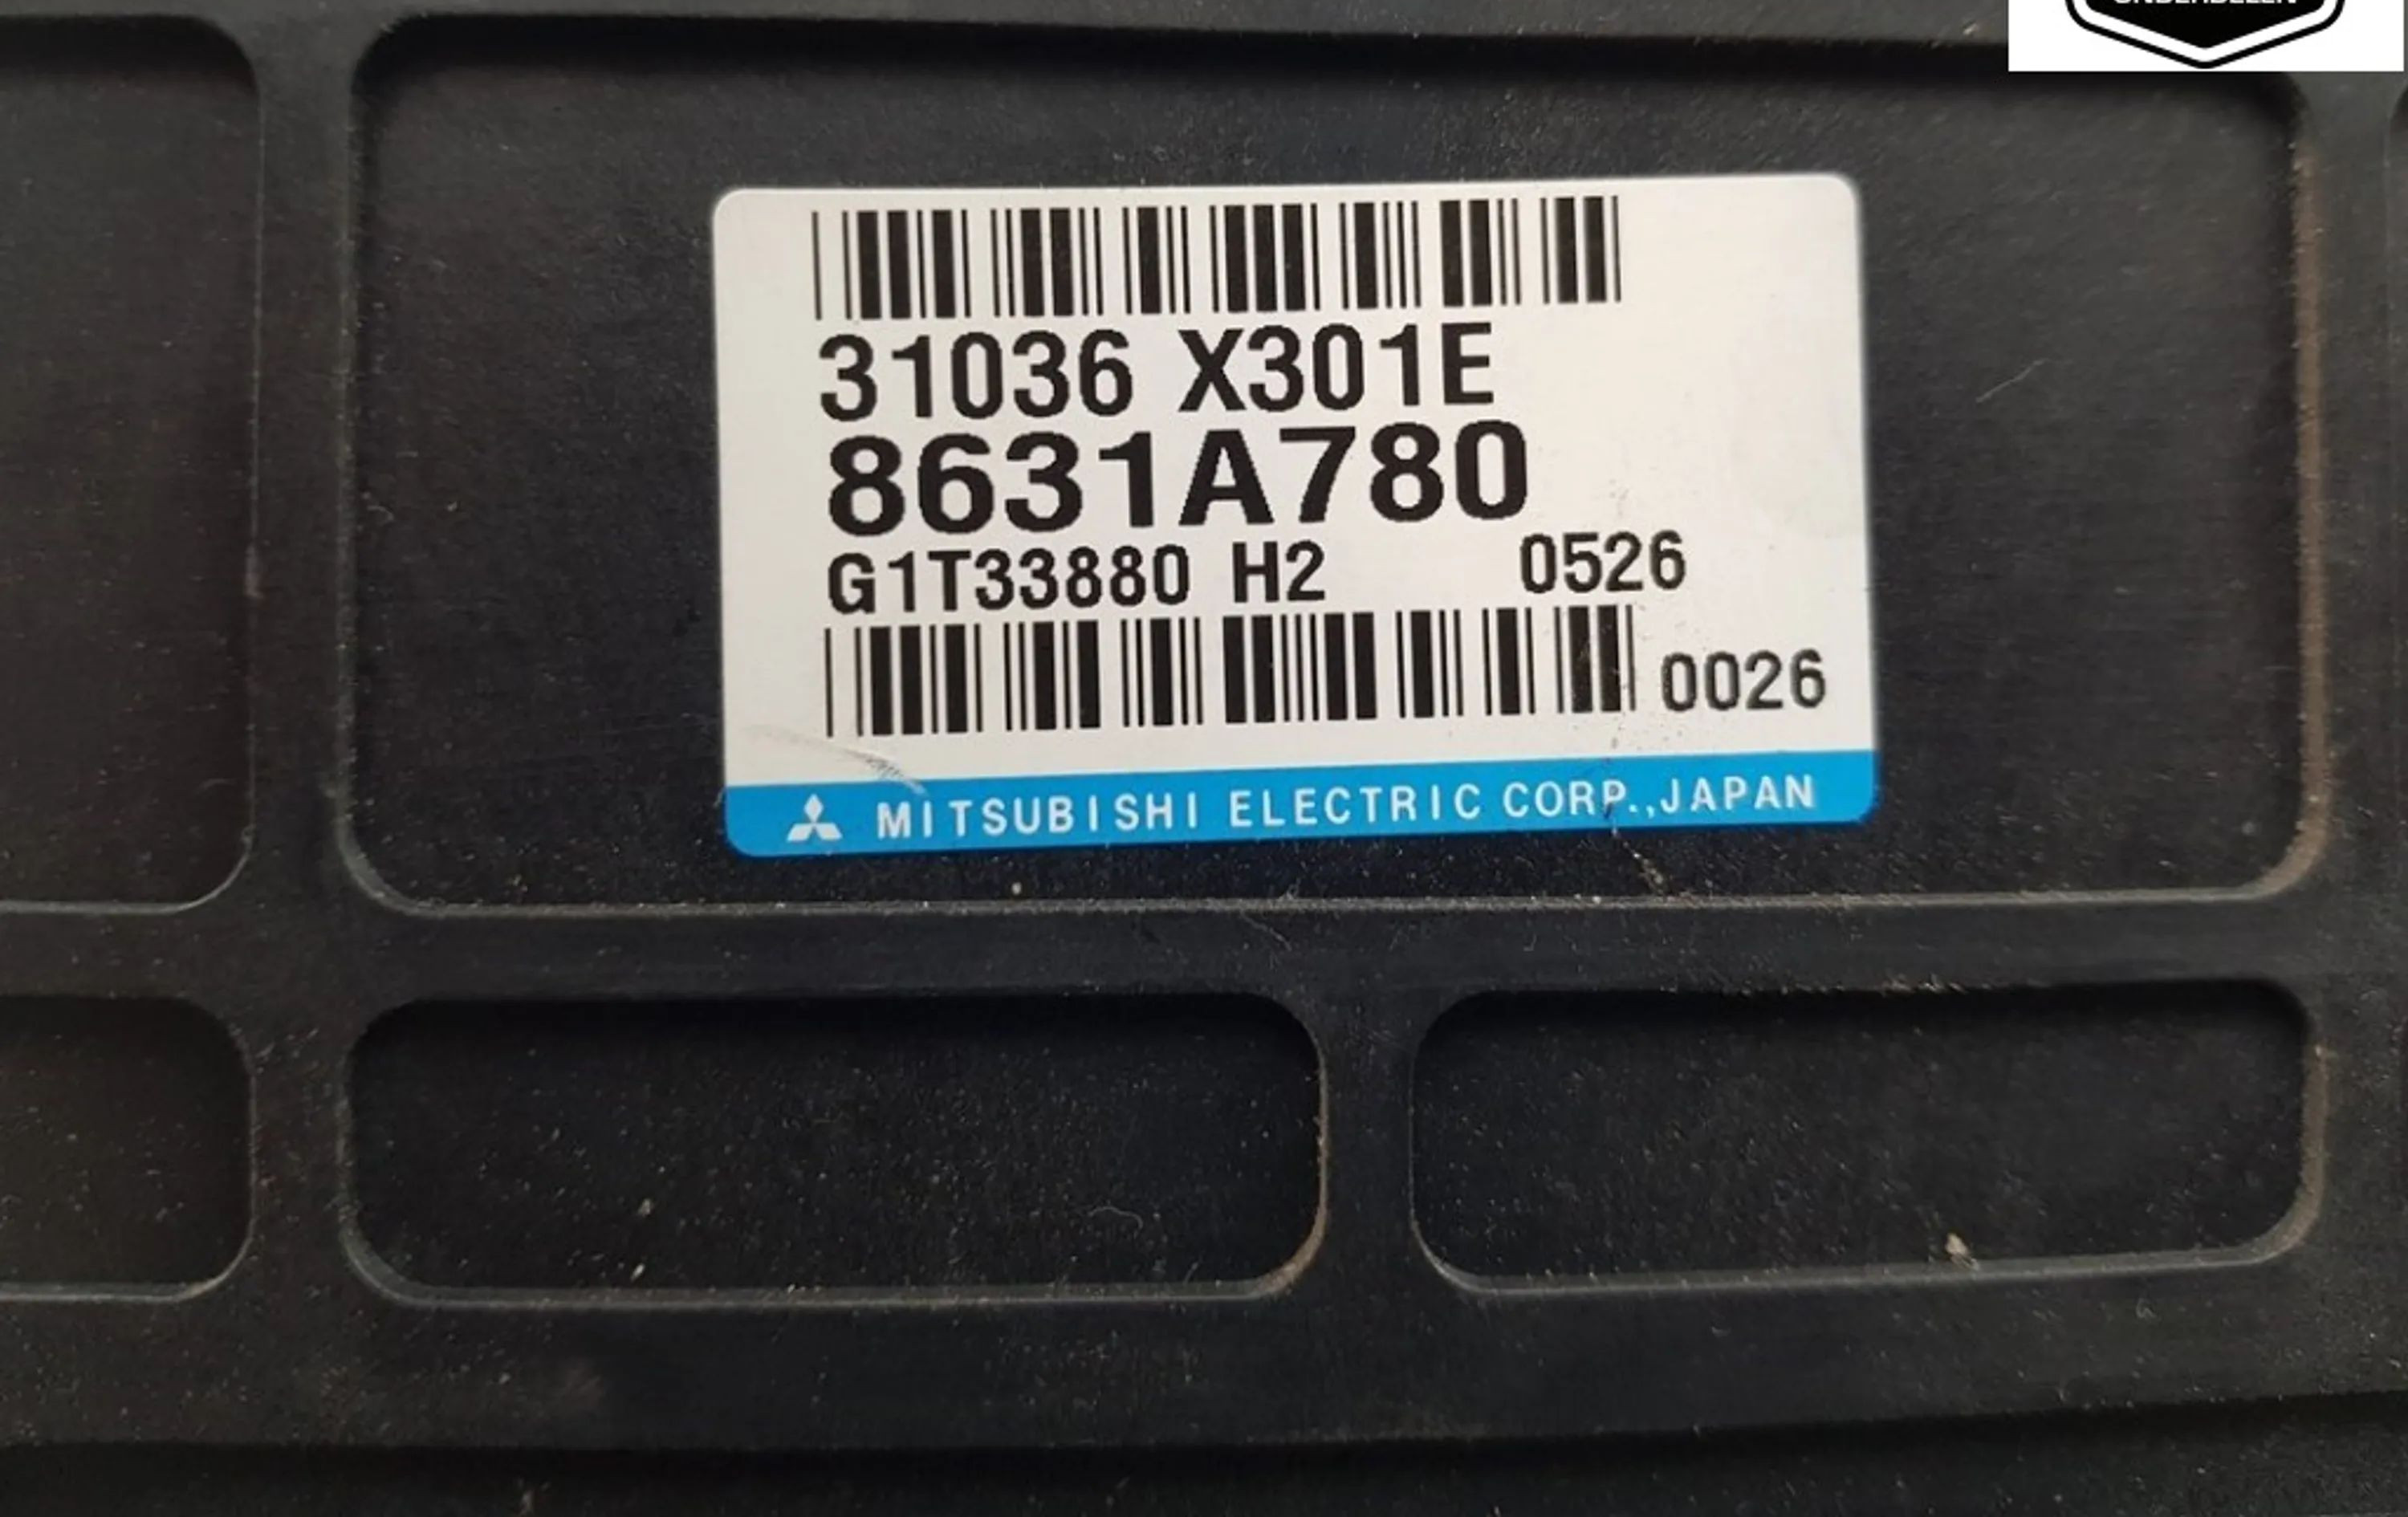 31036 X301E
8631A780
G1T33880 H2 0526
0026
MITSUBISHI ELECTRIC CORP.,JAPAN